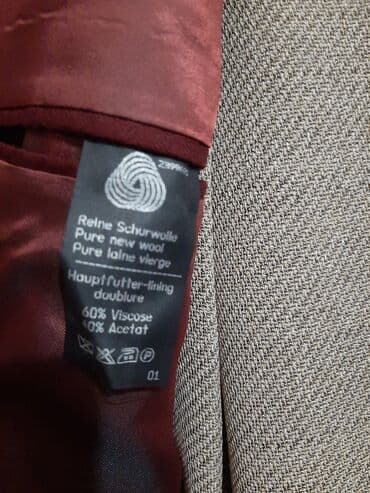 Reine Schurwolle
Pure new wool
Pure laine vierge
Hauptfutter-lining
doublure
60% Viscose
40% Acetat
P
01